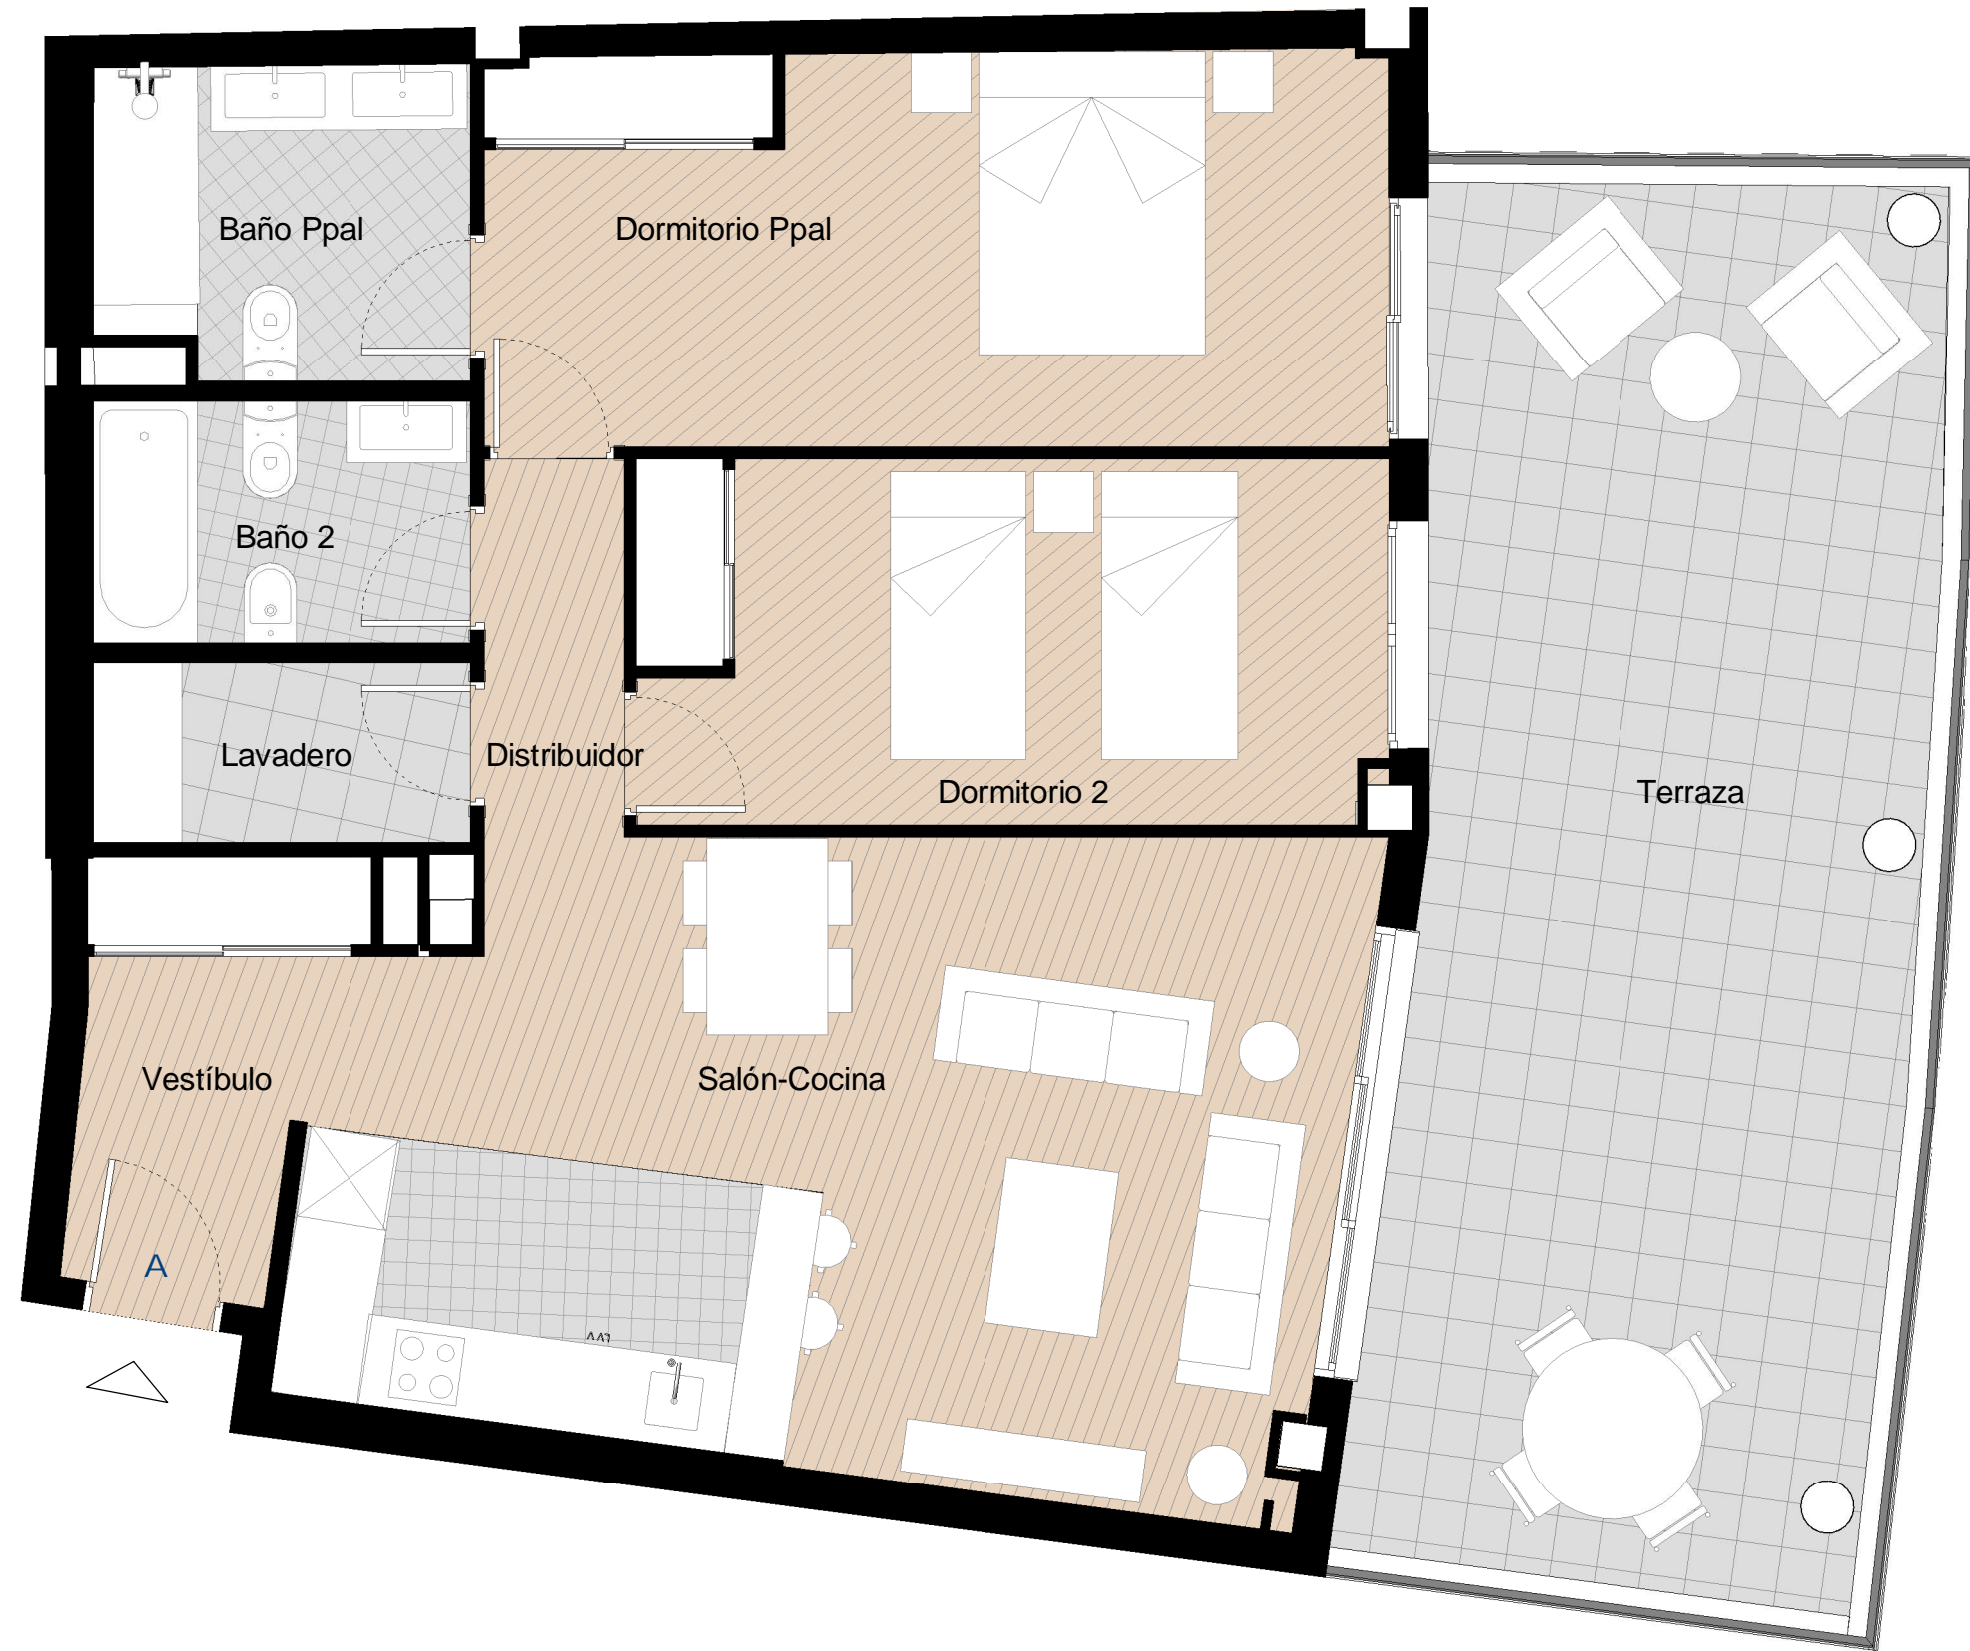 Baño Ppal
Dormitorio Ppal
Baño 2
Lavadero
Distribuidor
Dormitorio 2
Terraza
Vestíbulo
Salón-Cocina
A